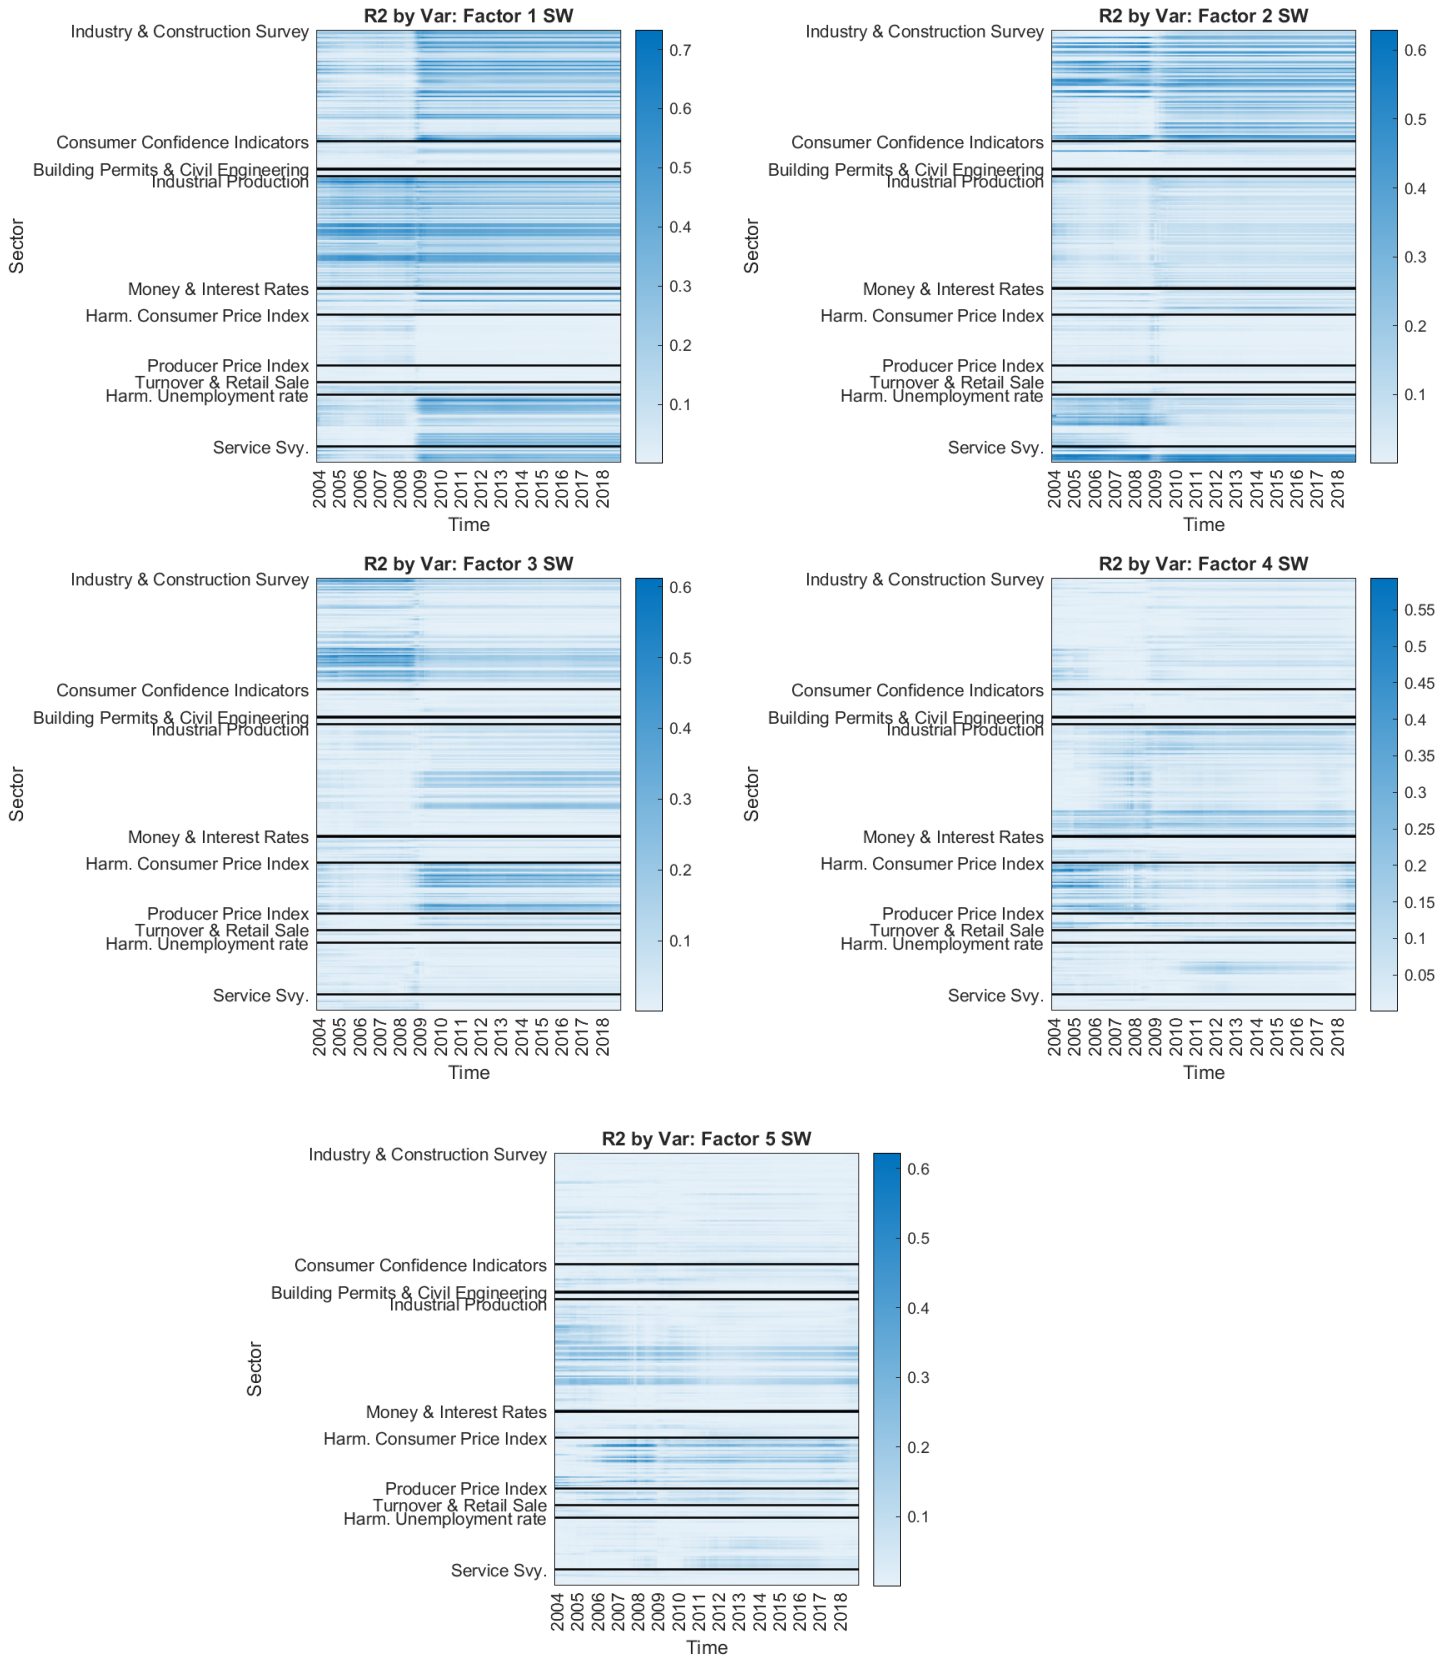 R2 by Var: Factor 1 SW
Industry & Construction Survey
Consumer Confidence Indicators
Building Permits & Civil Engineering
Industrial Production
Money & Interest Rates
Harm. Consumer Price Index
Producer Price Index
Turnover & Retail Sale
Harm. Unemployment rate
Service Svy.
Sector
0.7
0.6
0.5
0.4
0.3
0.2
0.1
2004 2005 2006 2007 2008 2009 2010 2011 2012 2013 2014 2015 2016 2017 2018
Time
R2 by Var: Factor 2 SW
Industry & Construction Survey
Consumer Confidence Indicators
Building Permits & Civil Engineering
Industrial Production
Money & Interest Rates
Harm. Consumer Price Index
Producer Price Index
Turnover & Retail Sale
Harm. Unemployment rate
Service Svy.
Sector
0.6
0.5
0.4
0.3
0.2
0.1
2004 2005 2006 2007 2008 2009 2010 2011 2012 2013 2014 2015 2016 2017 2018
Time
R2 by Var: Factor 3 SW
Industry & Construction Survey
Consumer Confidence Indicators
Building Permits & Civil Engineering
Industrial Production
Money & Interest Rates
Harm. Consumer Price Index
Producer Price Index
Turnover & Retail Sale
Harm. Unemployment rate
Service Svy.
Sector
0.6
0.5
0.4
0.3
0.2
0.1
2004 2005 2006 2007 2008 2009 2010 2011 2012 2013 2014 2015 2016 2017 2018
Time
R2 by Var: Factor 4 SW
Industry & Construction Survey
Consumer Confidence Indicators
Building Permits & Civil Engineering
Industrial Production
Money & Interest Rates
Harm. Consumer Price Index
Producer Price Index
Turnover & Retail Sale
Harm. Unemployment rate
Service Svy.
Sector
0.55
0.5
0.45
0.4
0.35
0.3
0.25
0.2
0.15
0.1
0.05
2004 2005 2006 2007 2008 2009 2010 2011 2012 2013 2014 2015 2016 2017 2018
Time
R2 by Var: Factor 5 SW
Industry & Construction Survey
Consumer Confidence Indicators
Building Permits & Civil Engineering
Industrial Production
Money & Interest Rates
Harm. Consumer Price Index
Producer Price Index
Turnover & Retail Sale
Harm. Unemployment rate
Service Svy.
Sector
0.6
0.5
0.4
0.3
0.2
0.1
2004 2005 2006 2007 2008 2009 2010 2011 2012 2013 2014 2015 2016 2017 2018
Time